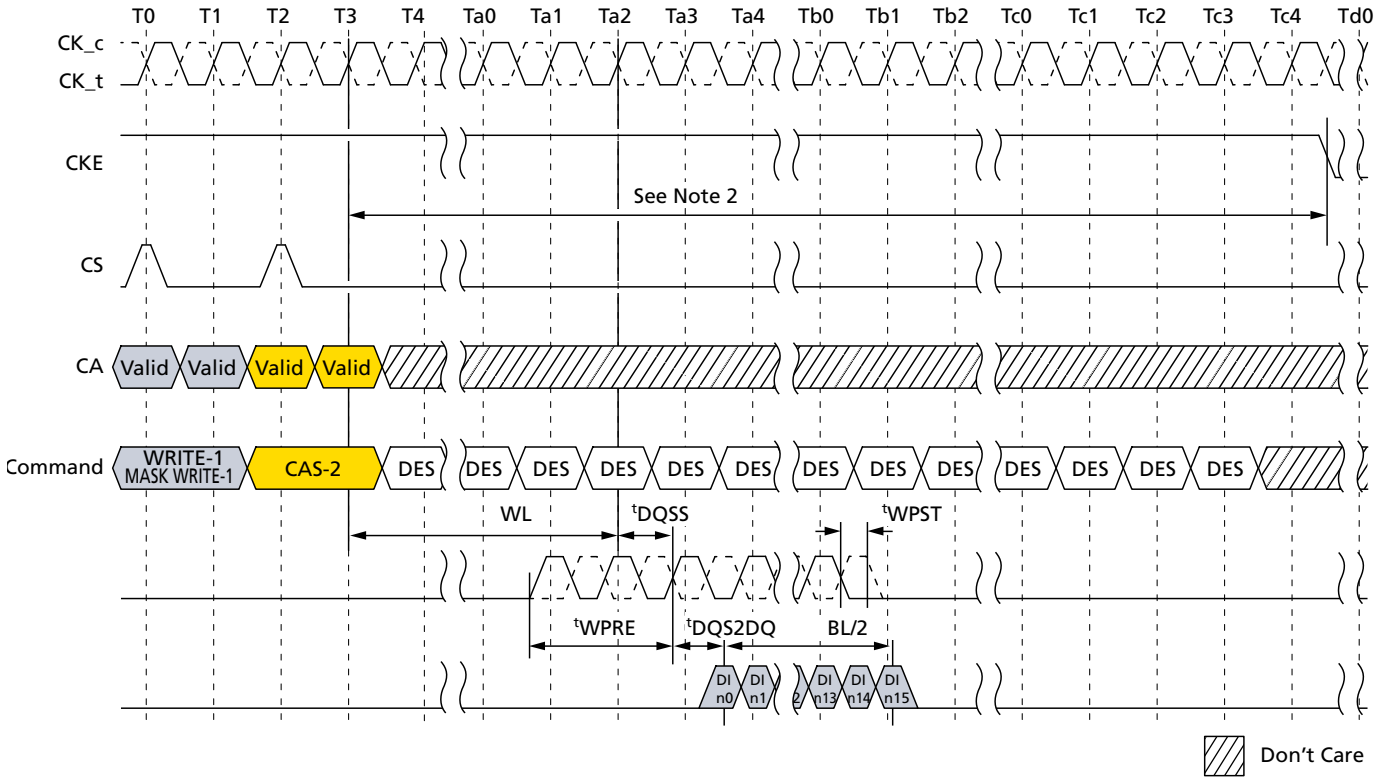 T0 T1 T2 T3 T4 Ta0 Ta1 Ta2 Ta3 Ta4 Tb0 Tb1 Tb2 Tc0 Tc1 Tc2 Tc3 Tc4 Td0
CK_c
CK_t
CKE
See Note 2
CS
CA Valid Valid Valid Valid
Command WRITE-1 MASK WRITE-1 CAS-2 DES DES DES DES DES DES DES DES DES DES DES DES DES
WL tDQSS tWPST
tWPRE tDQS2DQ BL/2
DI n0 DI n1 2 DI n13 DI n14 DI n15
Don't Care